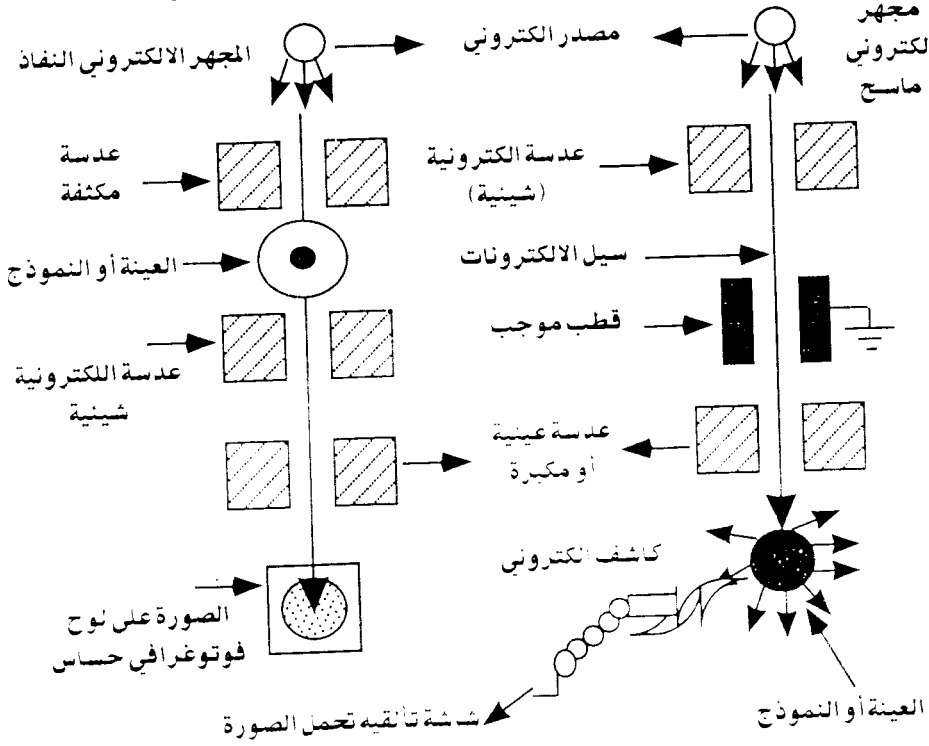 مجهر
لكتروني
ماسح
مصدر الكتروني
المجهر الالكتروني النفاذ
عدسة الكترونية
(شيئية)
عدسة
مكثفة
سيل الالكترونات
العينة أو النموذج
قطب موجب
عدسة اللكترونية
شيئية
عدسة عينية
أو مكبرة
كاشف الكتروني
الصورة على لوح
فوتوغرافي حساس
العينة أو النموذج
شاشة تألقيه تحمل الصورة